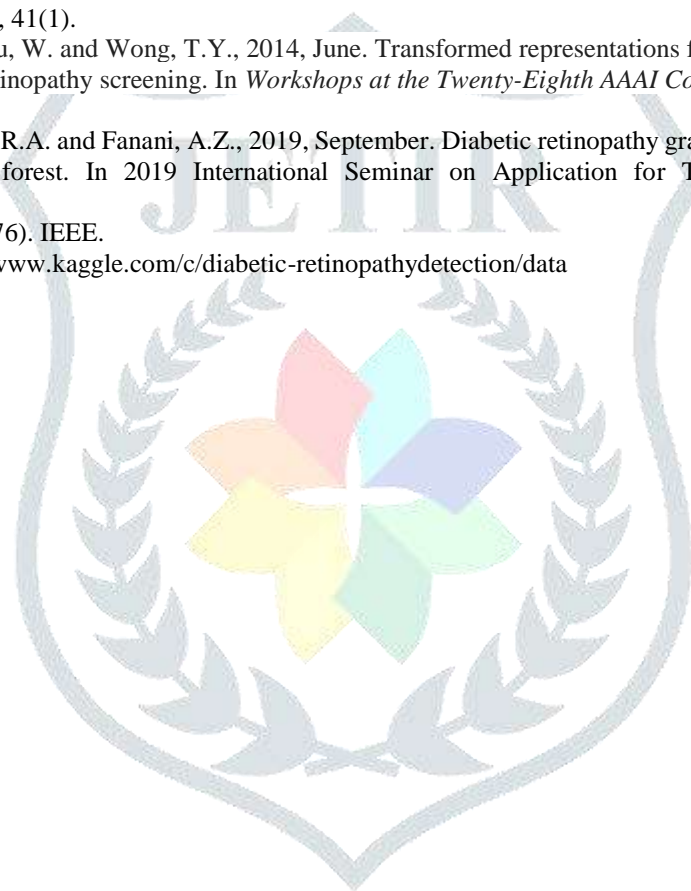 , 41(1).
u, W. and Wong, T.Y., 2014, June. Transformed representations f
inopathy screening. In Workshops at the Twenty-Eighth AAAI Co
R.A. and Fanani, A.Z., 2019, September. Diabetic retinopathy gra
forest. In 2019 International Seminar on Application for T
76). IEEE.
www.kaggle.com/c/diabetic-retinopathydetection/data
JETIR